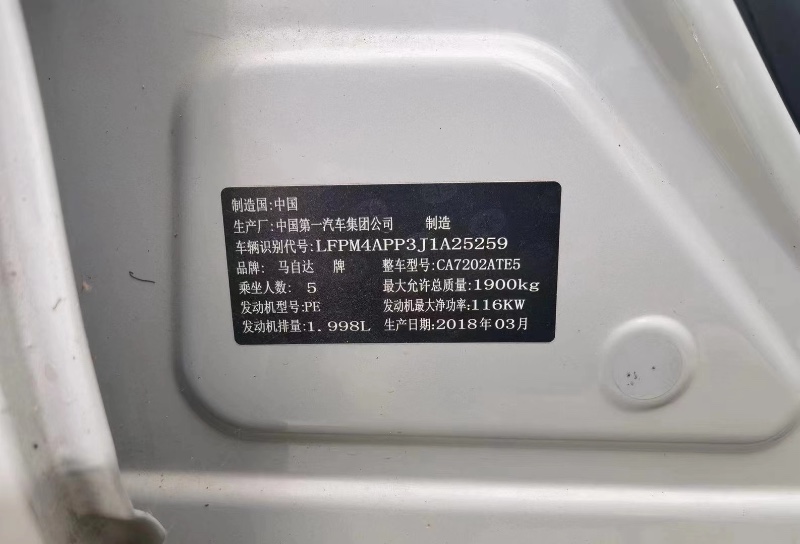 制造国:中国
生产厂:中国第一汽车集团公司 制造
车辆识别代号:LFPM4APP3J1A25259
品牌: 马自达 牌 整车型号:CA7202ATE5
乘坐人数: 5 最大允许总质量:1900kg
发动机型号:PE 发动机最大净功率:116KW
发动机排量:1.998L 生产日期:2018年03月